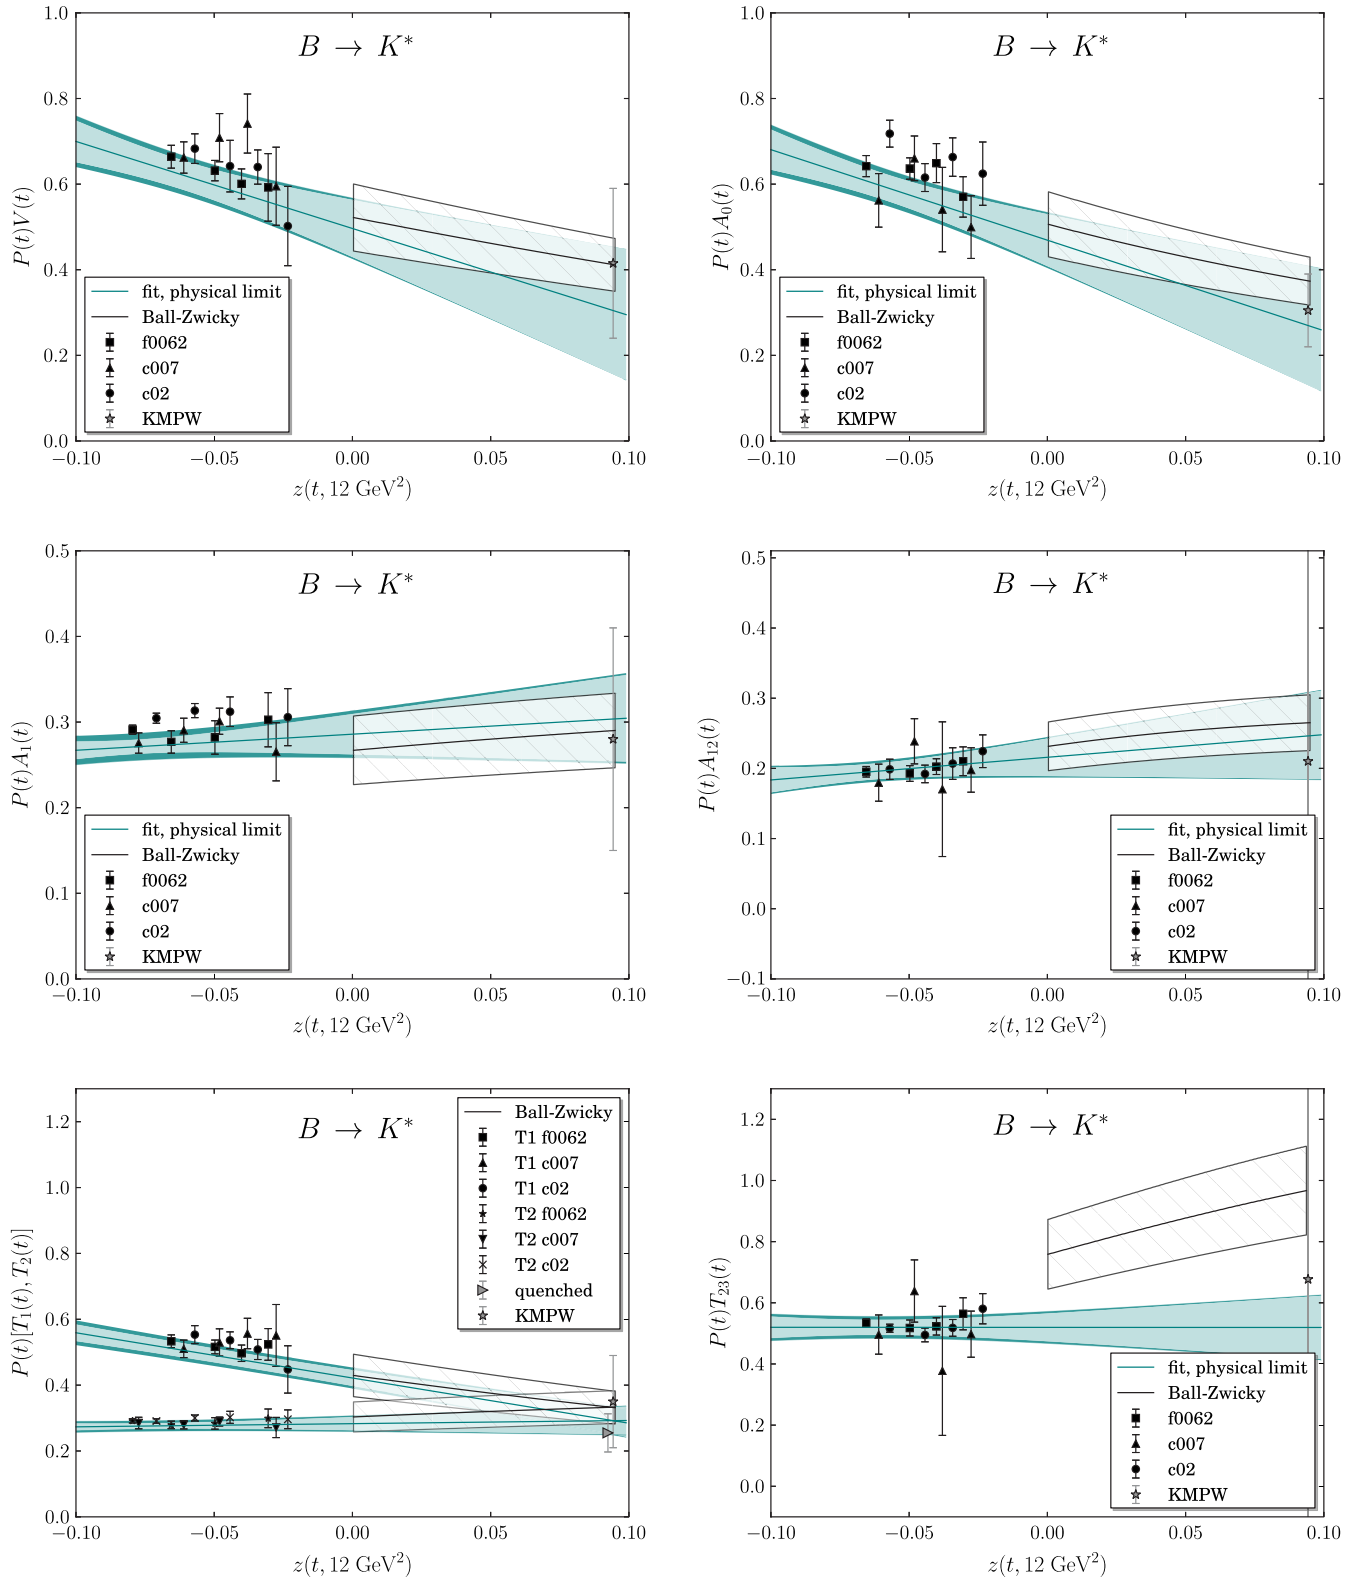 B → K*
P(t)V(t)
1.0
0.8
0.6
0.4
0.2
0.0
fit, physical limit
Ball-Zwicky
f0062
c007
c02
KMPW
−0.10 −0.05 0.00 0.05 0.10
z(t, 12 GeV²)
B → K*
P(t)A₀(t)
1.0
0.8
0.6
0.4
0.2
0.0
fit, physical limit
Ball-Zwicky
f0062
c007
c02
KMPW
−0.10 −0.05 0.00 0.05 0.10
z(t, 12 GeV²)
B → K*
P(t)A₁(t)
0.5
0.4
0.3
0.2
0.1
0.0
fit, physical limit
Ball-Zwicky
f0062
c007
c02
KMPW
−0.10 −0.05 0.00 0.05 0.10
z(t, 12 GeV²)
B → K*
P(t)A₁₂(t)
0.5
0.4
0.3
0.2
0.1
0.0
−0.1
fit, physical limit
Ball-Zwicky
f0062
c007
c02
KMPW
−0.10 −0.05 0.00 0.05 0.10
z(t, 12 GeV²)
B → K*
P(t)[T₁(t), T₂(t)]
1.2
1.0
0.8
0.6
0.4
0.2
0.0
Ball-Zwicky
T1 f0062
T1 c007
T1 c02
T2 f0062
T2 c007
T2 c02
quenched
KMPW
−0.10 −0.05 0.00 0.05 0.10
z(t, 12 GeV²)
B → K*
P(t)T₂₃(t)
1.2
1.0
0.8
0.6
0.4
0.2
0.0
fit, physical limit
Ball-Zwicky
f0062
c007
c02
KMPW
−0.10 −0.05 0.00 0.05 0.10
z(t, 12 GeV²)